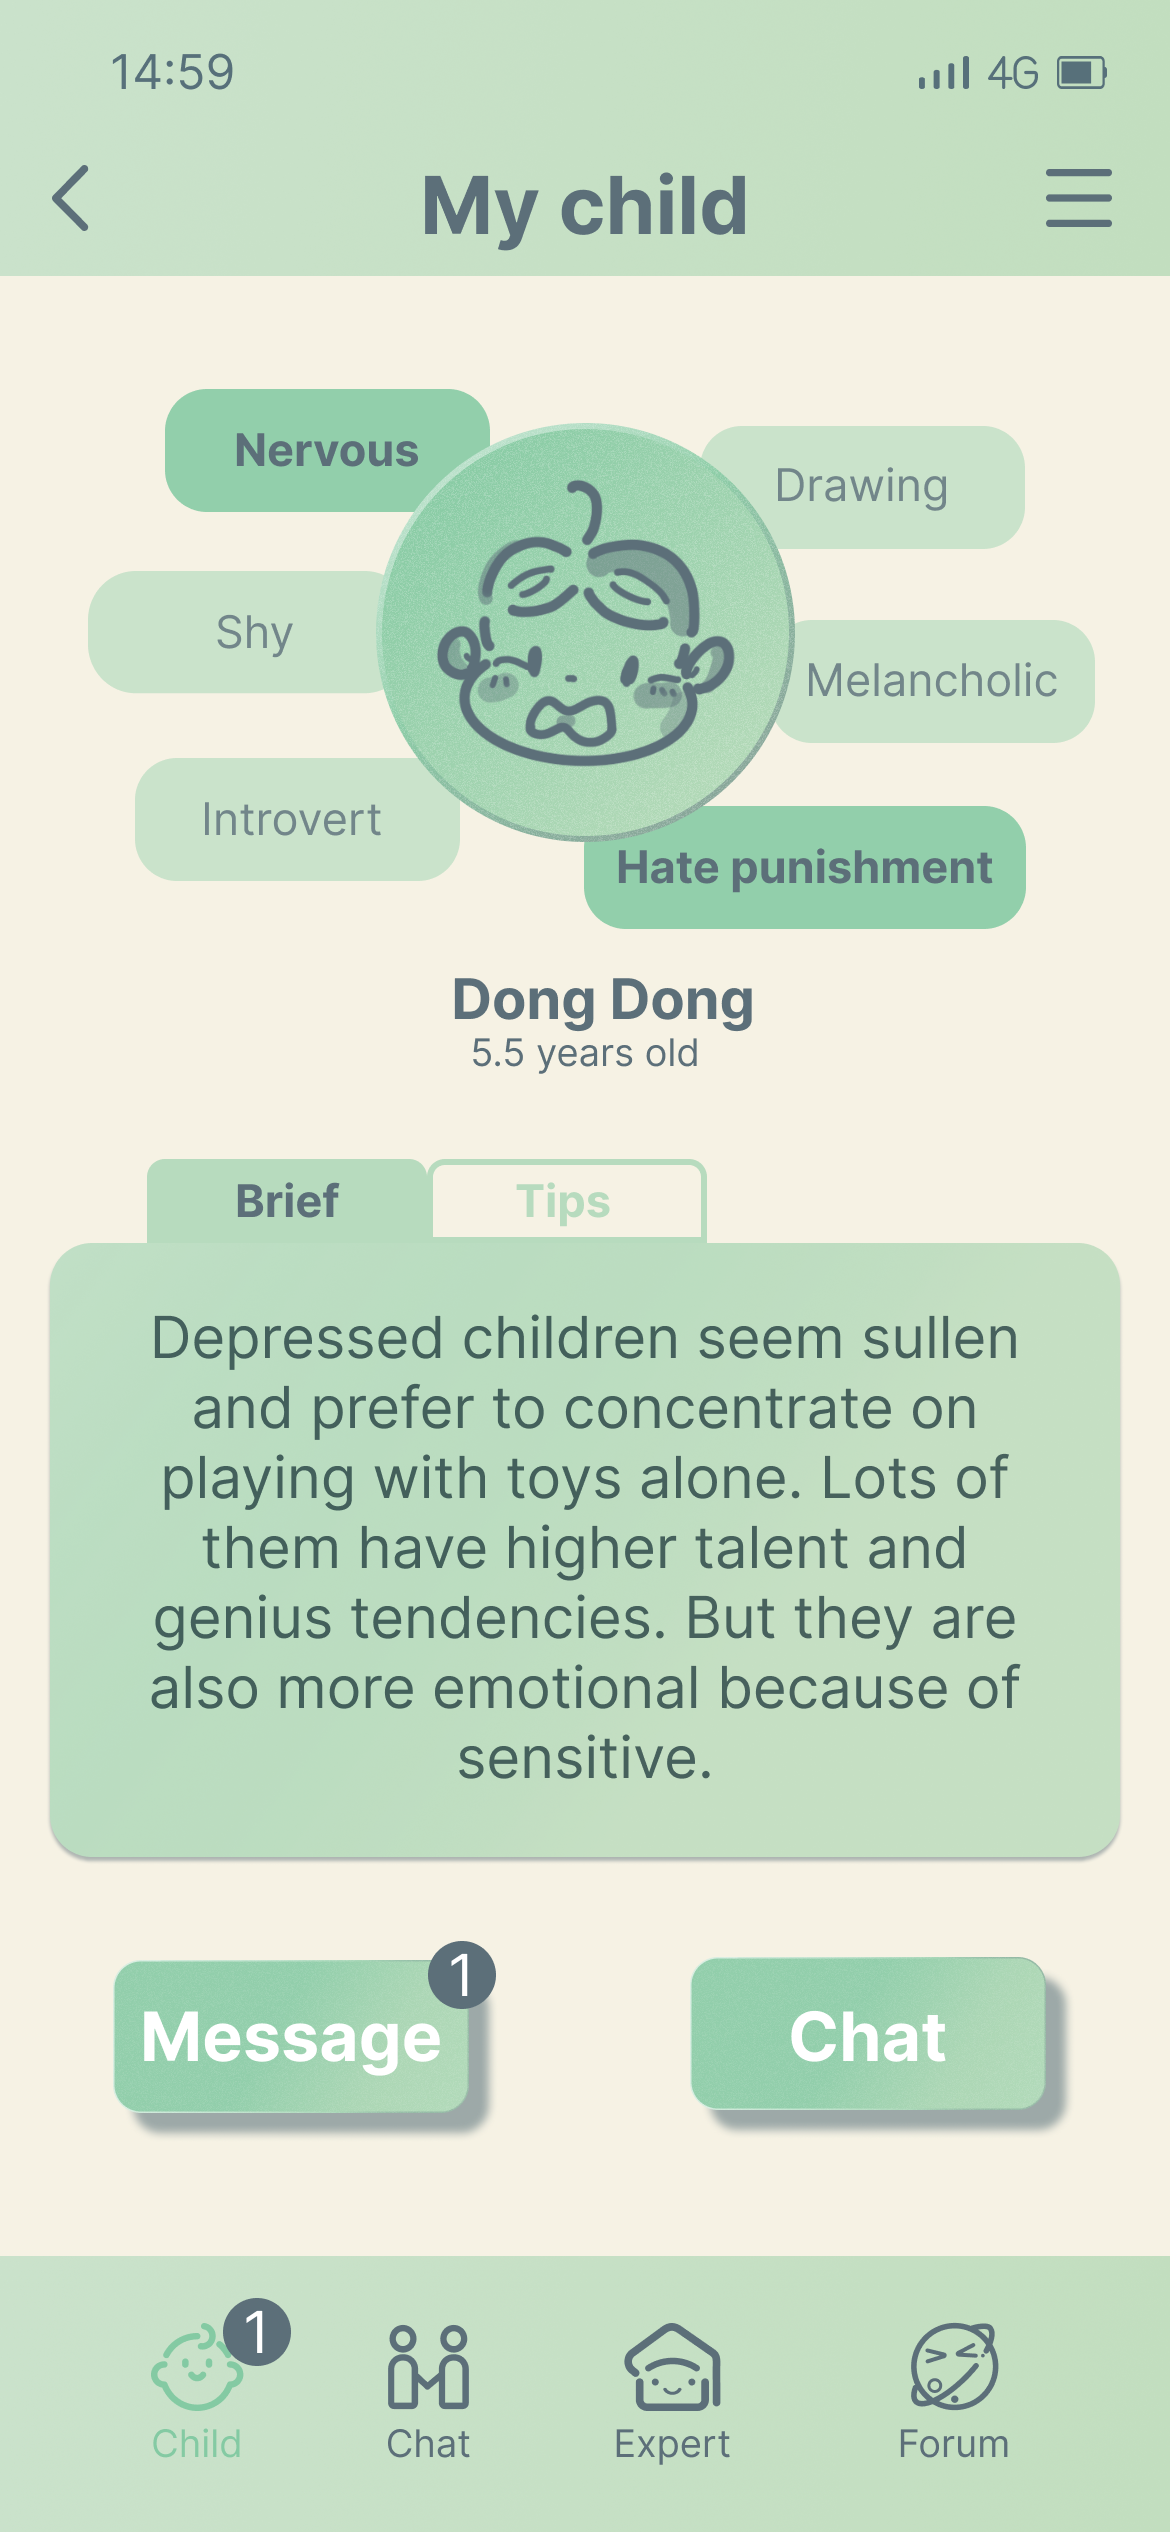 14:59
4G
My child
Nervous
Drawing
Shy
Melancholic
Introvert
Hate punishment
Dong Dong
5.5 years old
Brief
Tips
Depressed children seem sullen
and prefer to concentrate on
playing with toys alone. Lots of
them have higher talent and
genius tendencies. But they are
also more emotional because of
sensitive.
1
Message
Chat
1
Child
Chat
Expert
Forum